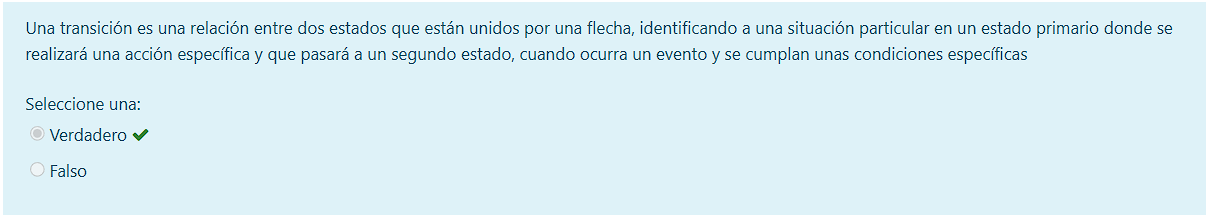 Una transición es una relación entre dos estados que están unidos por una flecha, identificando a una situación particular en un estado primario donde se
realizará una acción específica y que pasará a un segundo estado, cuando ocurra un evento y se cumplan unas condiciones específicas
Seleccione una:
Verdadero
Falso